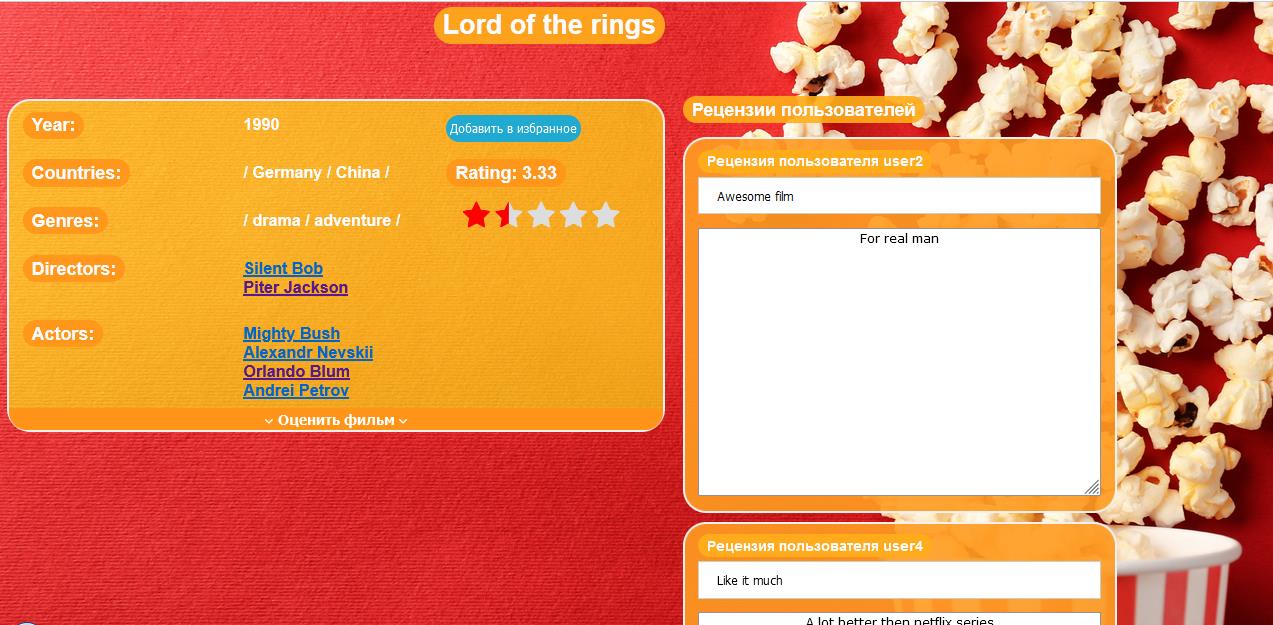 Lord of the rings
Year:
1990
Добавить в избранное
Countries:
/ Germany / China /
Rating: 3.33
Genres:
/ drama / adventure /
Directors:
Silent Bob
Piter Jackson
Actors:
Mighty Bush
Alexandr Nevskii
Orlando Blum
Andrei Petrov
Оценить фильм
Рецензии пользователей
Рецензия пользователя user2
Awesome film
For real man
Рецензия пользователя user4
Like it much
A lot better then netflix series